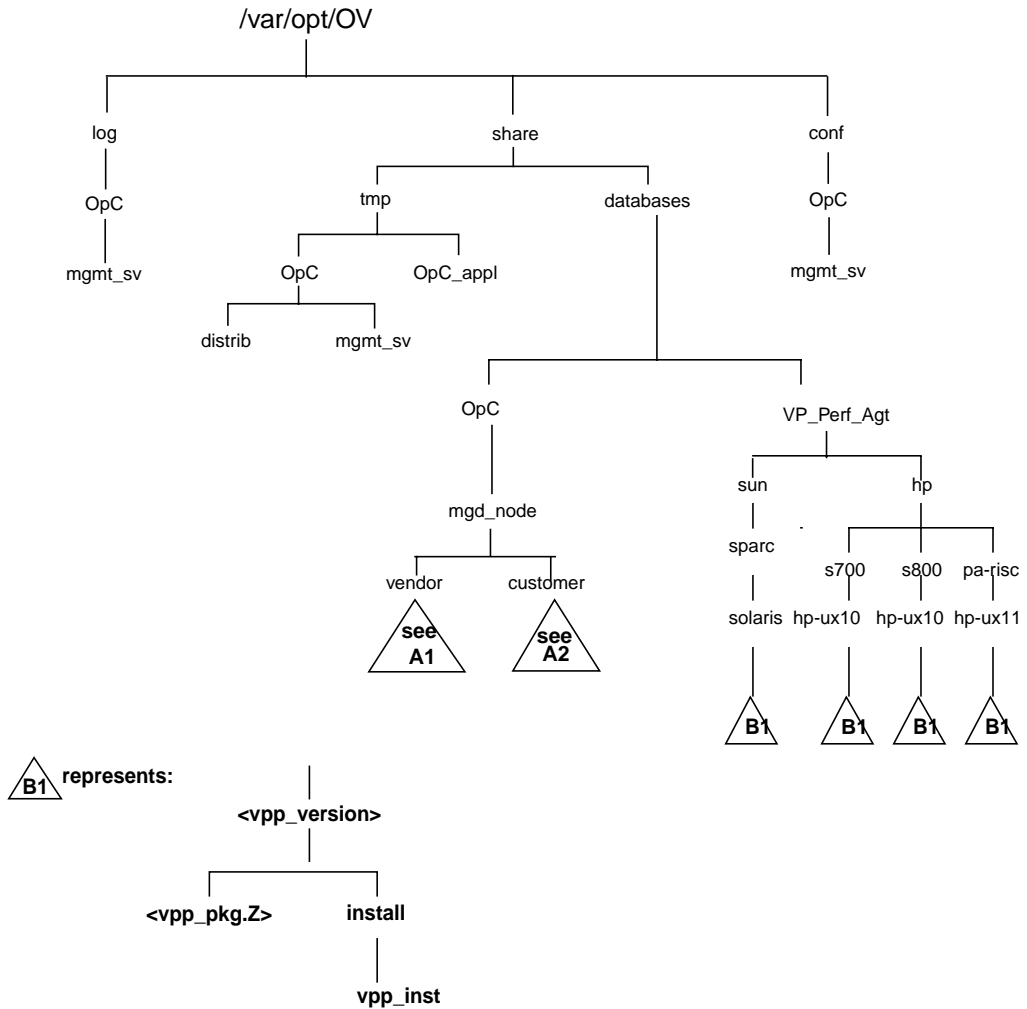 /var/opt/OV
log
share
conf
tmp
databases
OpC
OpC
mgmt_sv
OpC
OpC_appl
mgmt_sv
distrib
mgmt_sv
OpC
VP_Perf_Agt
sun
hp
mgd_node
sparc
s700
s800
pa-risc
vendor
customer
solaris
hp-ux10
hp-ux10
hp-ux11
see
A1
see
A2
B1
B1
B1
B1
B1
represents:
<vpp_version>
<vpp_pkg.Z>
install
vpp_inst